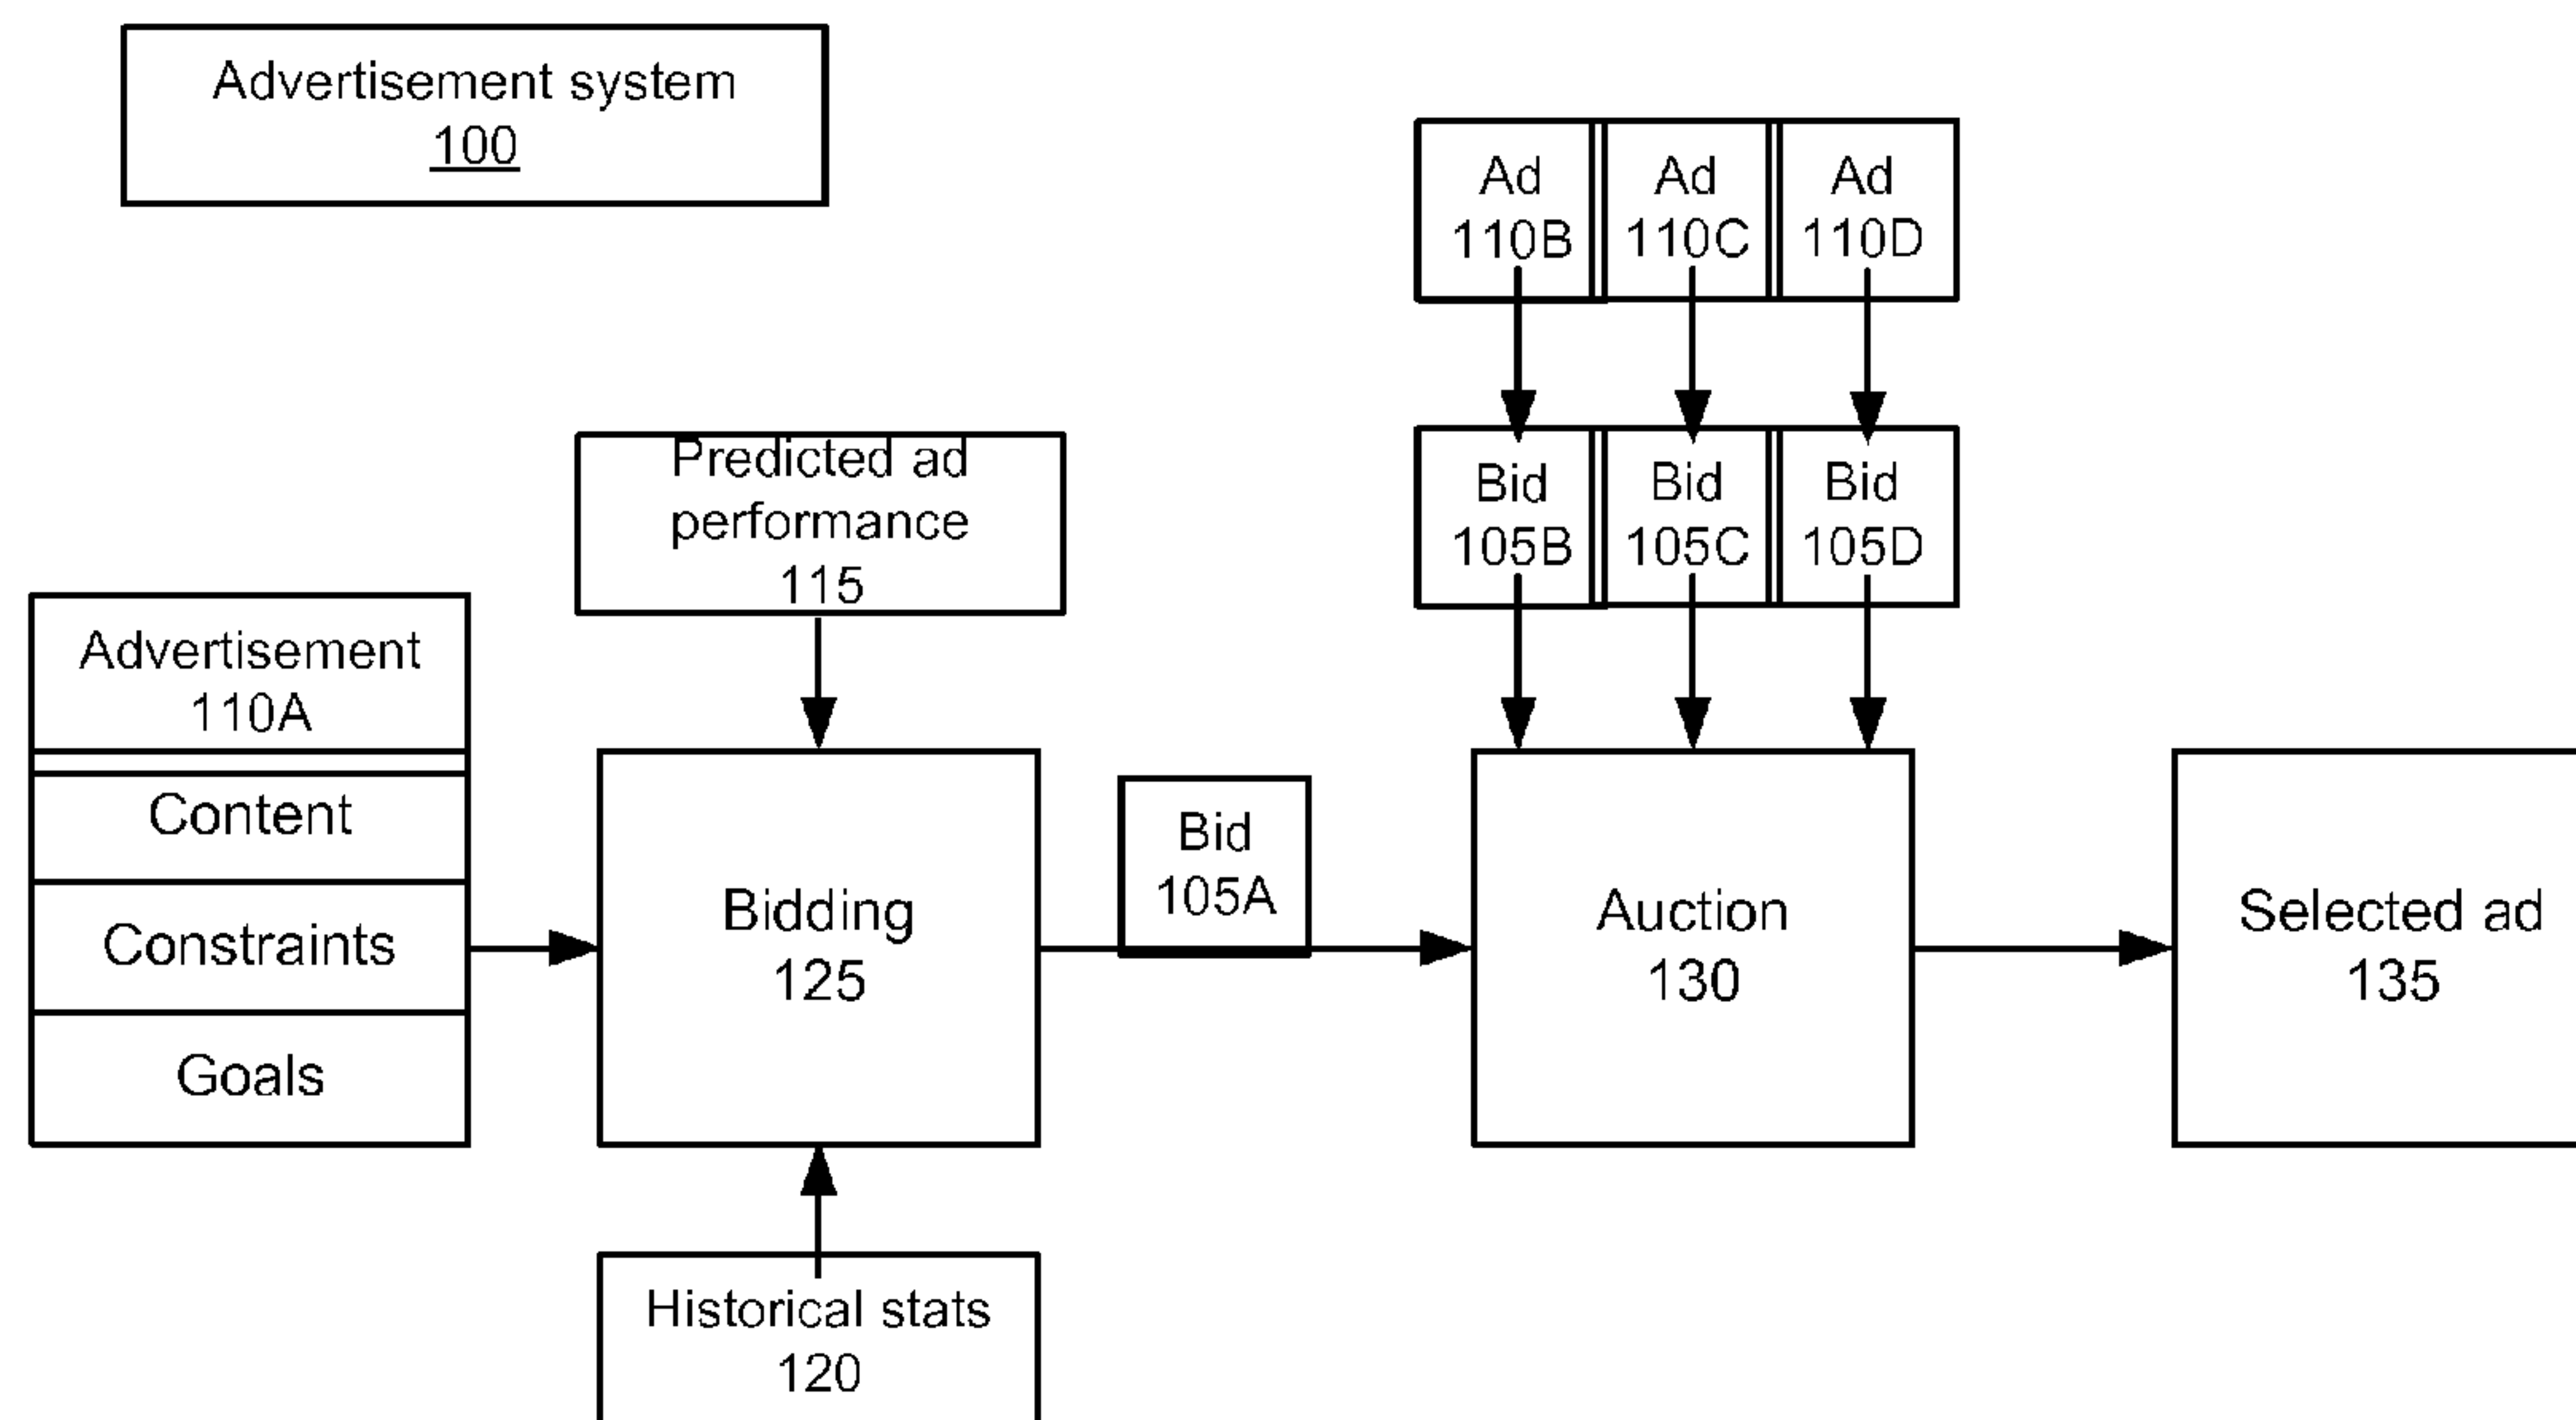 Advertisement system
100
Ad
110B
Ad
110C
Ad
110D
Bid
105B
Bid
105C
Bid
105D
Predicted ad
performance
115
Advertisement
110A
Content
Constraints
Goals
Bidding
125
Bid
105A
Auction
130
Selected ad
135
Historical stats
120